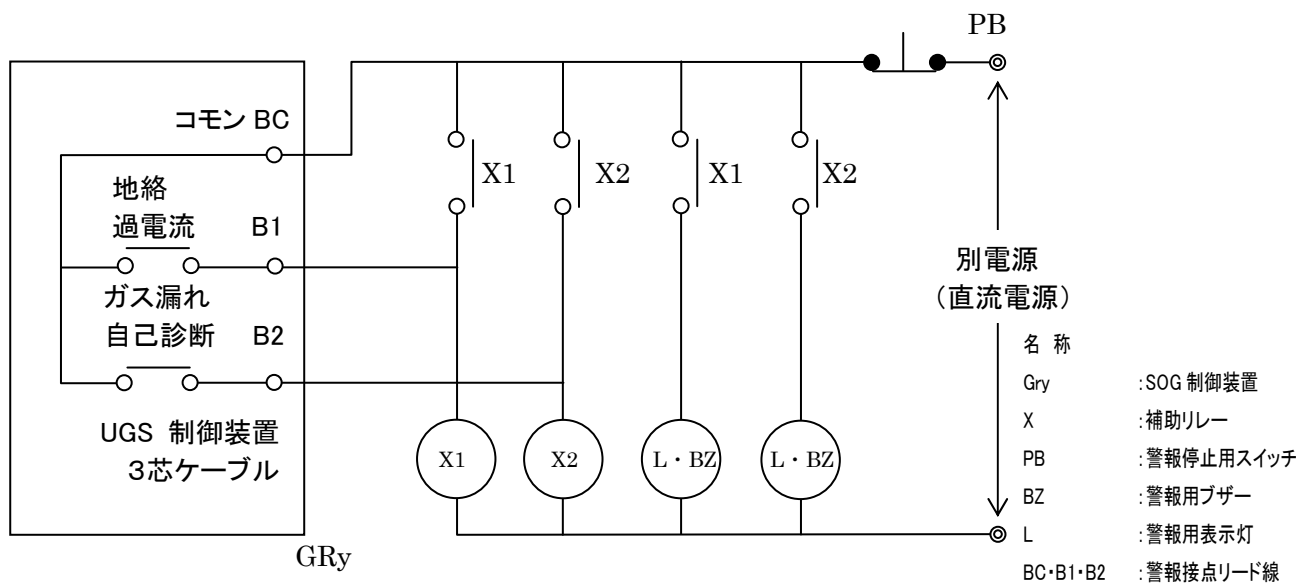 PB
コモン BC
X1
X2
X1
X2
地絡
過電流
B1
ガス漏れ
自己診断
B2
UGS 制御装置
3芯ケーブル
X1
X2
L・BZ
L・BZ
GRy
別電源
（直流電源）
名 称
Gry :SOG 制御装置
X :補助リレー
PB :警報停止用スイッチ
BZ :警報用ブザー
L :警報用表示灯
BC・B1・B2 :警報接点リード線